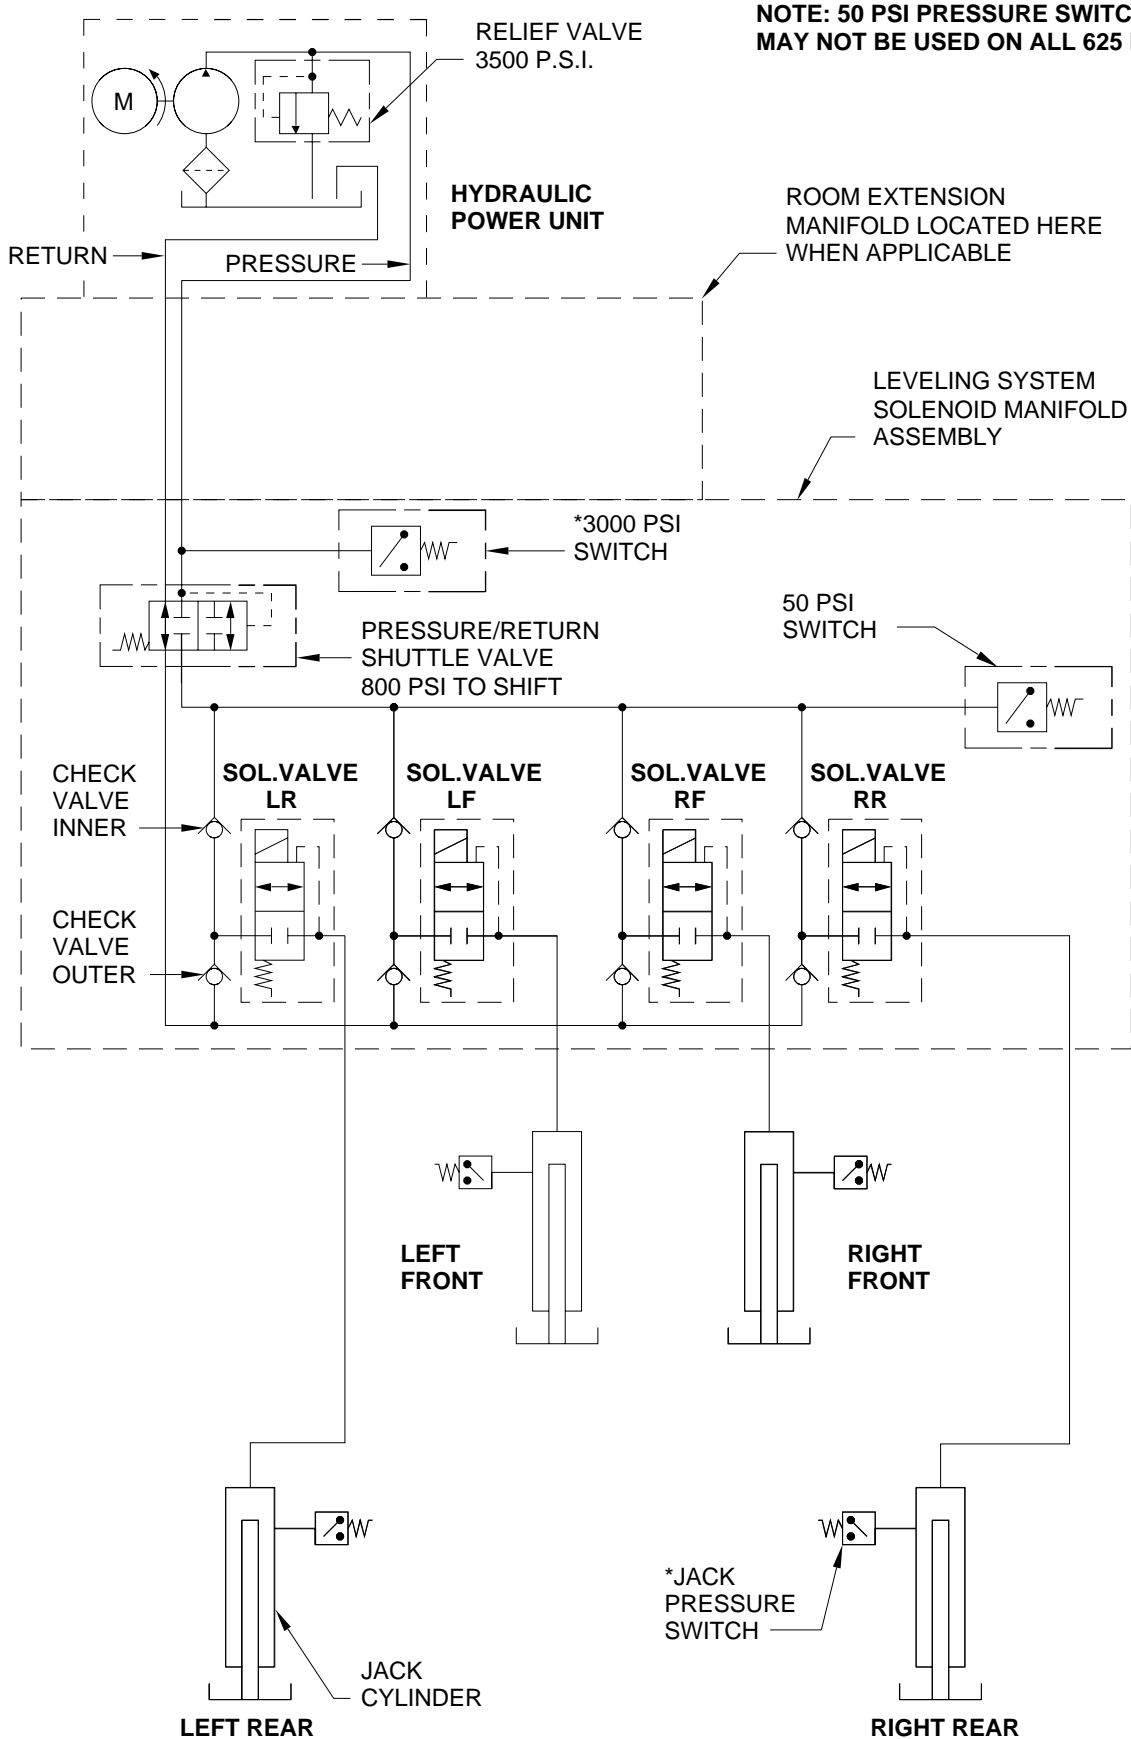 NOTE: 50 PSI PRESSURE
MAY NOT BE USED ON ALL 625
RELIEF VALVE
3500 P.S.I.
M
HYDRAULIC
POWER UNIT
ROOM EXTENSION
MANIFOLD LOCATED HERE
WHEN APPLICABLE
RETURN
PRESSURE
LEVELING SYSTEM
SOLENOID MANIFOLD
ASSEMBLY
*3000 PSI
SWITCH
50 PSI
SWITCH
PRESSURE/RETURN
SHUTTLE VALVE
800 PSI TO SHIFT
CHECK
VALVE
INNER
SOL.VALVE
LR
SOL.VALVE
LF
SOL.VALVE
RF
SOL.VALVE
RR
CHECK
VALVE
OUTER
LEFT
FRONT
RIGHT
FRONT
*JACK
PRESSURE
SWITCH
JACK
CYLINDER
LEFT REAR
RIGHT REAR